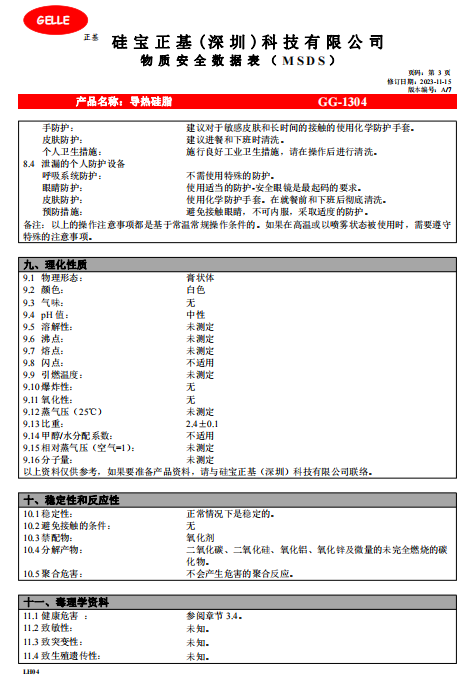 GELLE
正基
硅宝正基(深圳)科技有限公司
物质安全数据表(MSDS)
页码：第 3 页
修订日期：2023-11-15
版本编号：A/7
产品名称：导热硅脂 GG-1304
手防护： 建议对于敏感皮肤和长时间的接触的使用化学防护手套。
皮肤防护： 建议进餐和下班时清洗。
个人卫生措施： 施行良好工业卫生措施，请在操作后进行清洗。
8.4 泄漏的个人防护设备
呼吸系统防护： 不需使用特殊的防护。
眼睛防护： 使用适当的防护-安全眼镜是最起码的要求。
皮肤防护： 使用化学防护手套。在就餐前和下班后彻底清洗。
预防措施： 避免接触眼睛，不可内服，采取适度的防护。
备注：以上的操作注意事项都是基于常温常规操作条件的。如果在高温或以喷雾状态被使用时，需要遵守
特殊的注意事项。
九、理化性质
9.1 物理形态： 膏状体
9.2 颜色： 白色
9.3 气味： 无
9.4 pH 值： 中性
9.5 溶解性： 未测定
9.6 沸点： 未测定
9.7 熔点： 未测定
9.8 闪点： 不适用
9.9 引燃温度： 未测定
9.10 爆炸性： 无
9.11 氧化性： 无
9.12 蒸气压（25℃） 未测定
9.13 比重： 2.4±0.1
9.14 甲醇/水分配系数： 不适用
9.15 相对蒸气压（空气=1)： 未测定
9.16 分子量： 未测定
以上资料仅供参考，如果要准备产品资料，请与硅宝正基（深圳）科技有限公司联络。
十、稳定性和反应性
10.1 稳定性： 正常情况下是稳定的。
10.2 避免接触的条件： 无
10.3 禁配物： 氧化剂
10.4 分解产物： 二氧化碳、二氧化硅、氧化铝、氧化锌及微量的未完全燃烧的碳
化物。
10.5 聚合危害： 不会产生危害的聚合反应。
十一、毒理学资料
11.1 健康危害 ： 参阅章节 3.4。
11.2 致敏性： 未知。
11.3 致突变性： 未知。
11.4 致生殖遗传性： 未知。
LH04